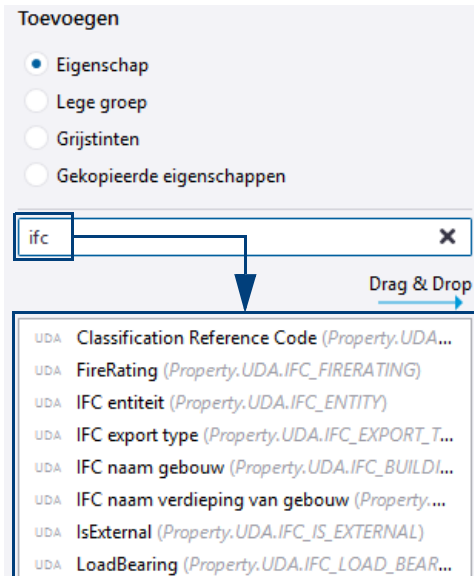 Toevoegen
Eigenschap
Lege groep
Grijstinten
Gekopieerde eigenschappen
ifc
Drag & Drop
UDA Classification Reference Code (Property.UDA...
UDA FireRating (Property.UDA.IFC_FIRERATING)
UDA IFC entiteit (Property.UDA.IFC_ENTITY)
UDA IFC export type (Property.UDA.IFC_EXPORT_T...
UDA IFC naam gebouw (Property.UDA.IFC_BUILDI...
UDA IFC naam verdieping van gebouw (Property....
UDA IsExternal (Property.UDA.IFC_IS_EXTERNAL)
UDA LoadBearing (Property.UDA.IFC_LOAD_BEAR...